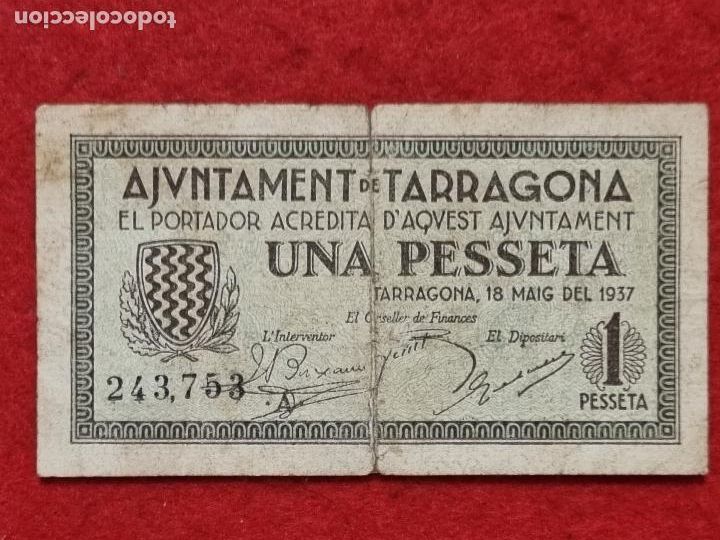 todocoleccion
AJVNTAMENT DE TARRAGONA
EL PORTADOR ACREDITA D'AQVEST AJVNTAMENT
UNA PESSETA
TARRAGONA, 18 MAIG DEL 1937
El Conseller de Finances
L'Interventor
El Dipositari
243,753
A
1
PESSETA